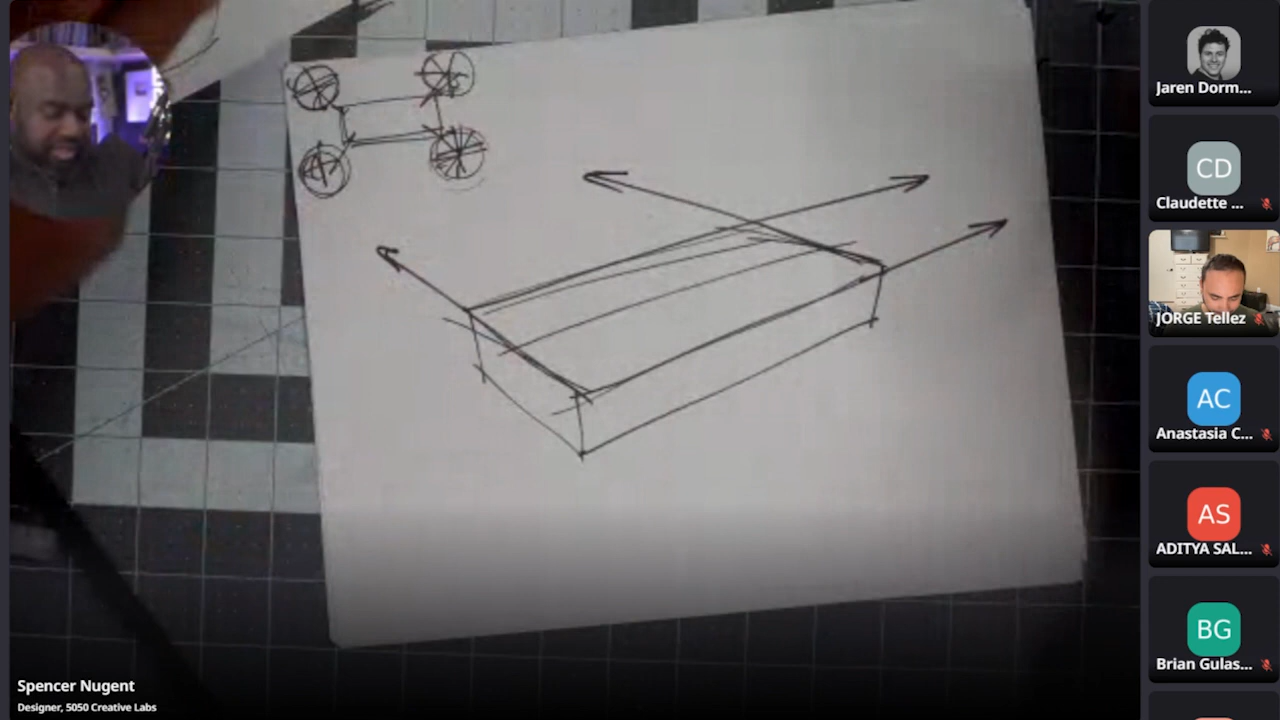 Jaren Dorm...
CD
Claudette ...
JORGE Tellez
AC
Anastasia C...
AS
ADITYA SAL...
BG
Brian Gulas...
Spencer Nugent
Designer, 5050 Creative Labs